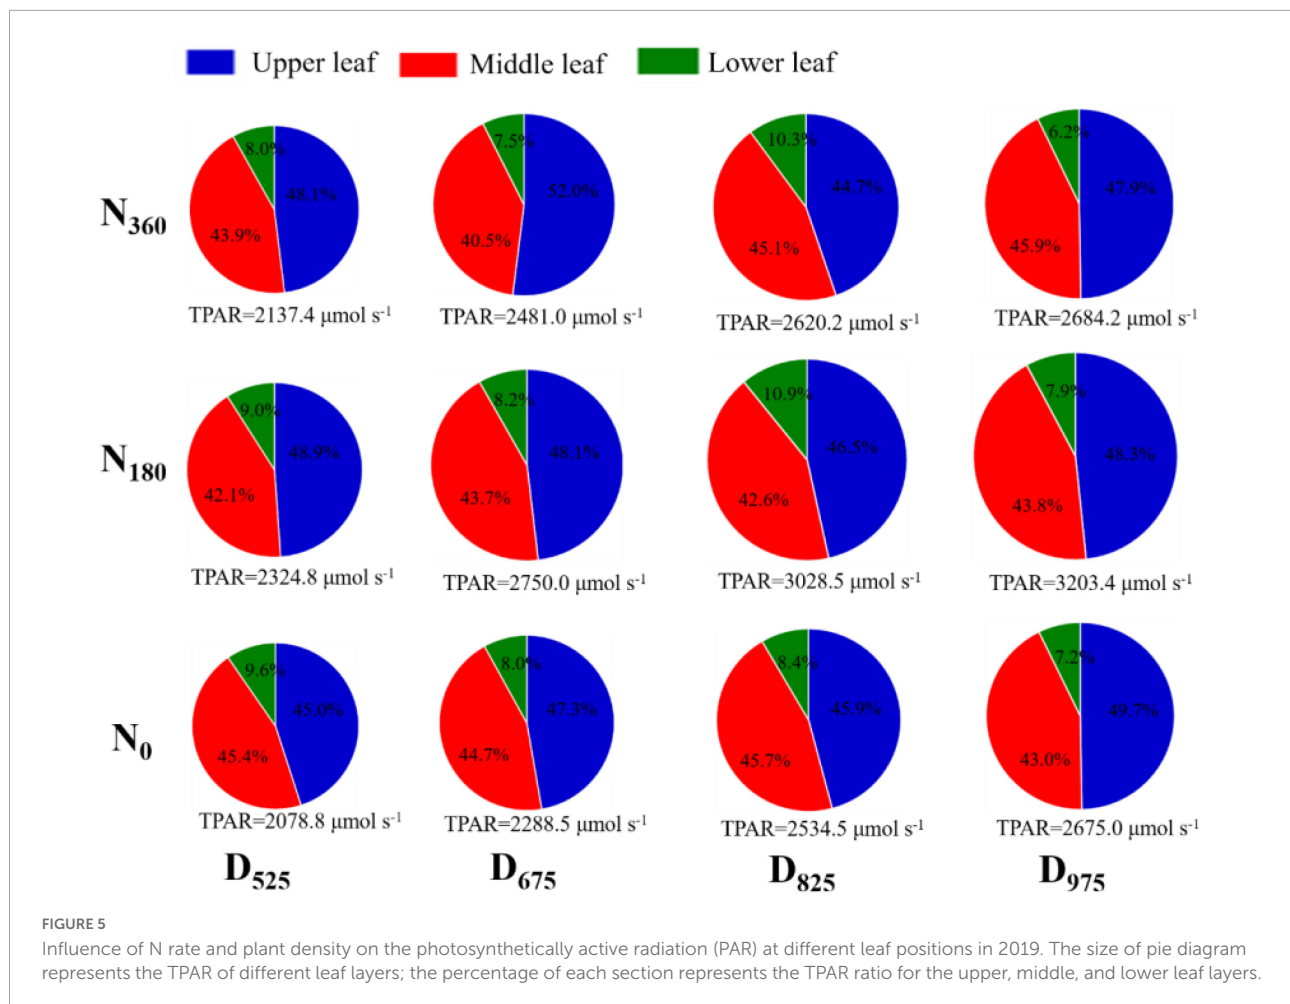 Upper leaf Middle leaf Lower leaf
N360
8.0% 48.1% 43.9%
7.5% 52.0% 40.5%
10.3% 44.7% 45.1%
6.2% 47.9% 45.9%
TPAR=2137.4 μmol s-1 TPAR=2481.0 μmol s-1 TPAR=2620.2 μmol s-1 TPAR=2684.2 μmol s-1
N180
9.0% 48.9% 42.1%
8.2% 48.1% 43.7%
10.9% 46.5% 42.6%
7.9% 48.3% 43.8%
TPAR=2324.8 μmol s-1 TPAR=2750.0 μmol s-1 TPAR=3028.5 μmol s-1 TPAR=3203.4 μmol s-1
N0
9.6% 45.0% 45.4%
8.0% 47.3% 44.7%
8.4% 45.9% 45.7%
7.2% 49.7% 43.0%
TPAR=2078.8 μmol s-1 TPAR=2288.5 μmol s-1 TPAR=2534.5 μmol s-1 TPAR=2675.0 μmol s-1
D525 D675 D825 D975
FIGURE 5
Influence of N rate and plant density on the photosynthetically active radiation (PAR) at different leaf positions in 2019. The size of pie diagram
represents the TPAR of different leaf layers; the percentage of each section represents the TPAR ratio for the upper, middle, and lower leaf layers.